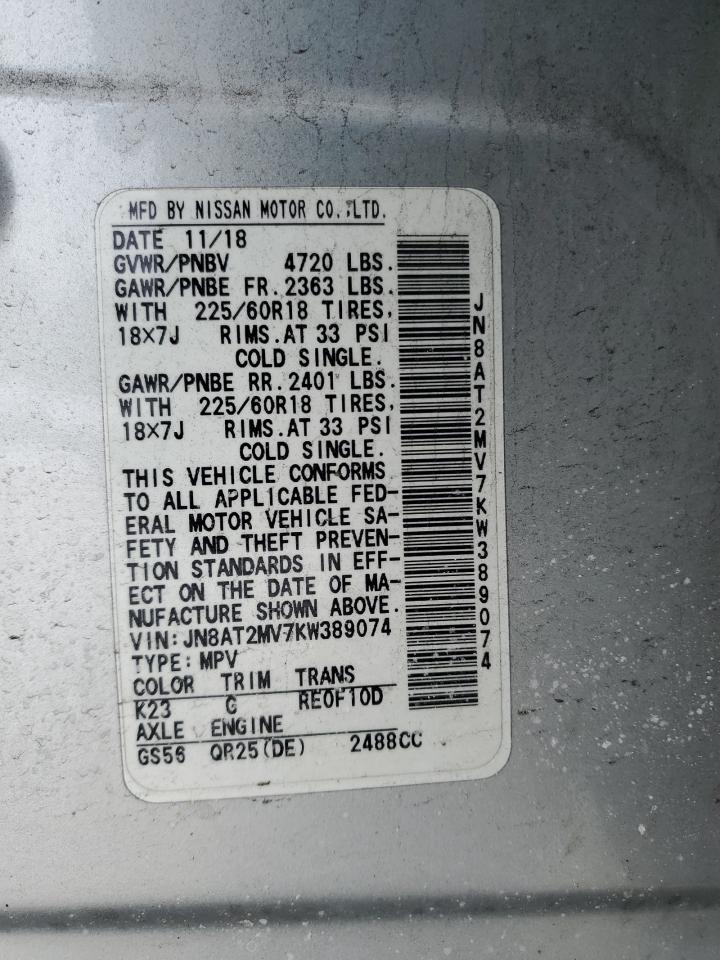 MFD BY NISSAN MOTOR CO.,LTD.
DATE 11/18
GVWR/PNBV 4720 LBS.
GAWR/PNBE FR. 2363 LBS.
WITH 225/60R18 TIRES,
18X7J RIMS. AT 33 PSI
COLD SINGLE.
GAWR/PNBE RR. 2401 LBS.
WITH 225/60R18 TIRES,
18X7J RIMS. AT 33 PSI
COLD SINGLE.
THIS VEHICLE CONFORMS
TO ALL APPLICABLE FED-
ERAL MOTOR VEHICLE SA-
FETY AND THEFT PREVEN-
TION STANDARDS IN EFF-
ECT ON THE DATE OF MA-
NUFACTURE SHOWN ABOVE.
VIN: JN8AT2MV7KW389074
TYPE: MPV
COLOR TRIM TRANS
K23 G RE0F10D
AXLE ENGINE
GS56 QR25(DE) 2488CC
JN8AT2MV7KW389074